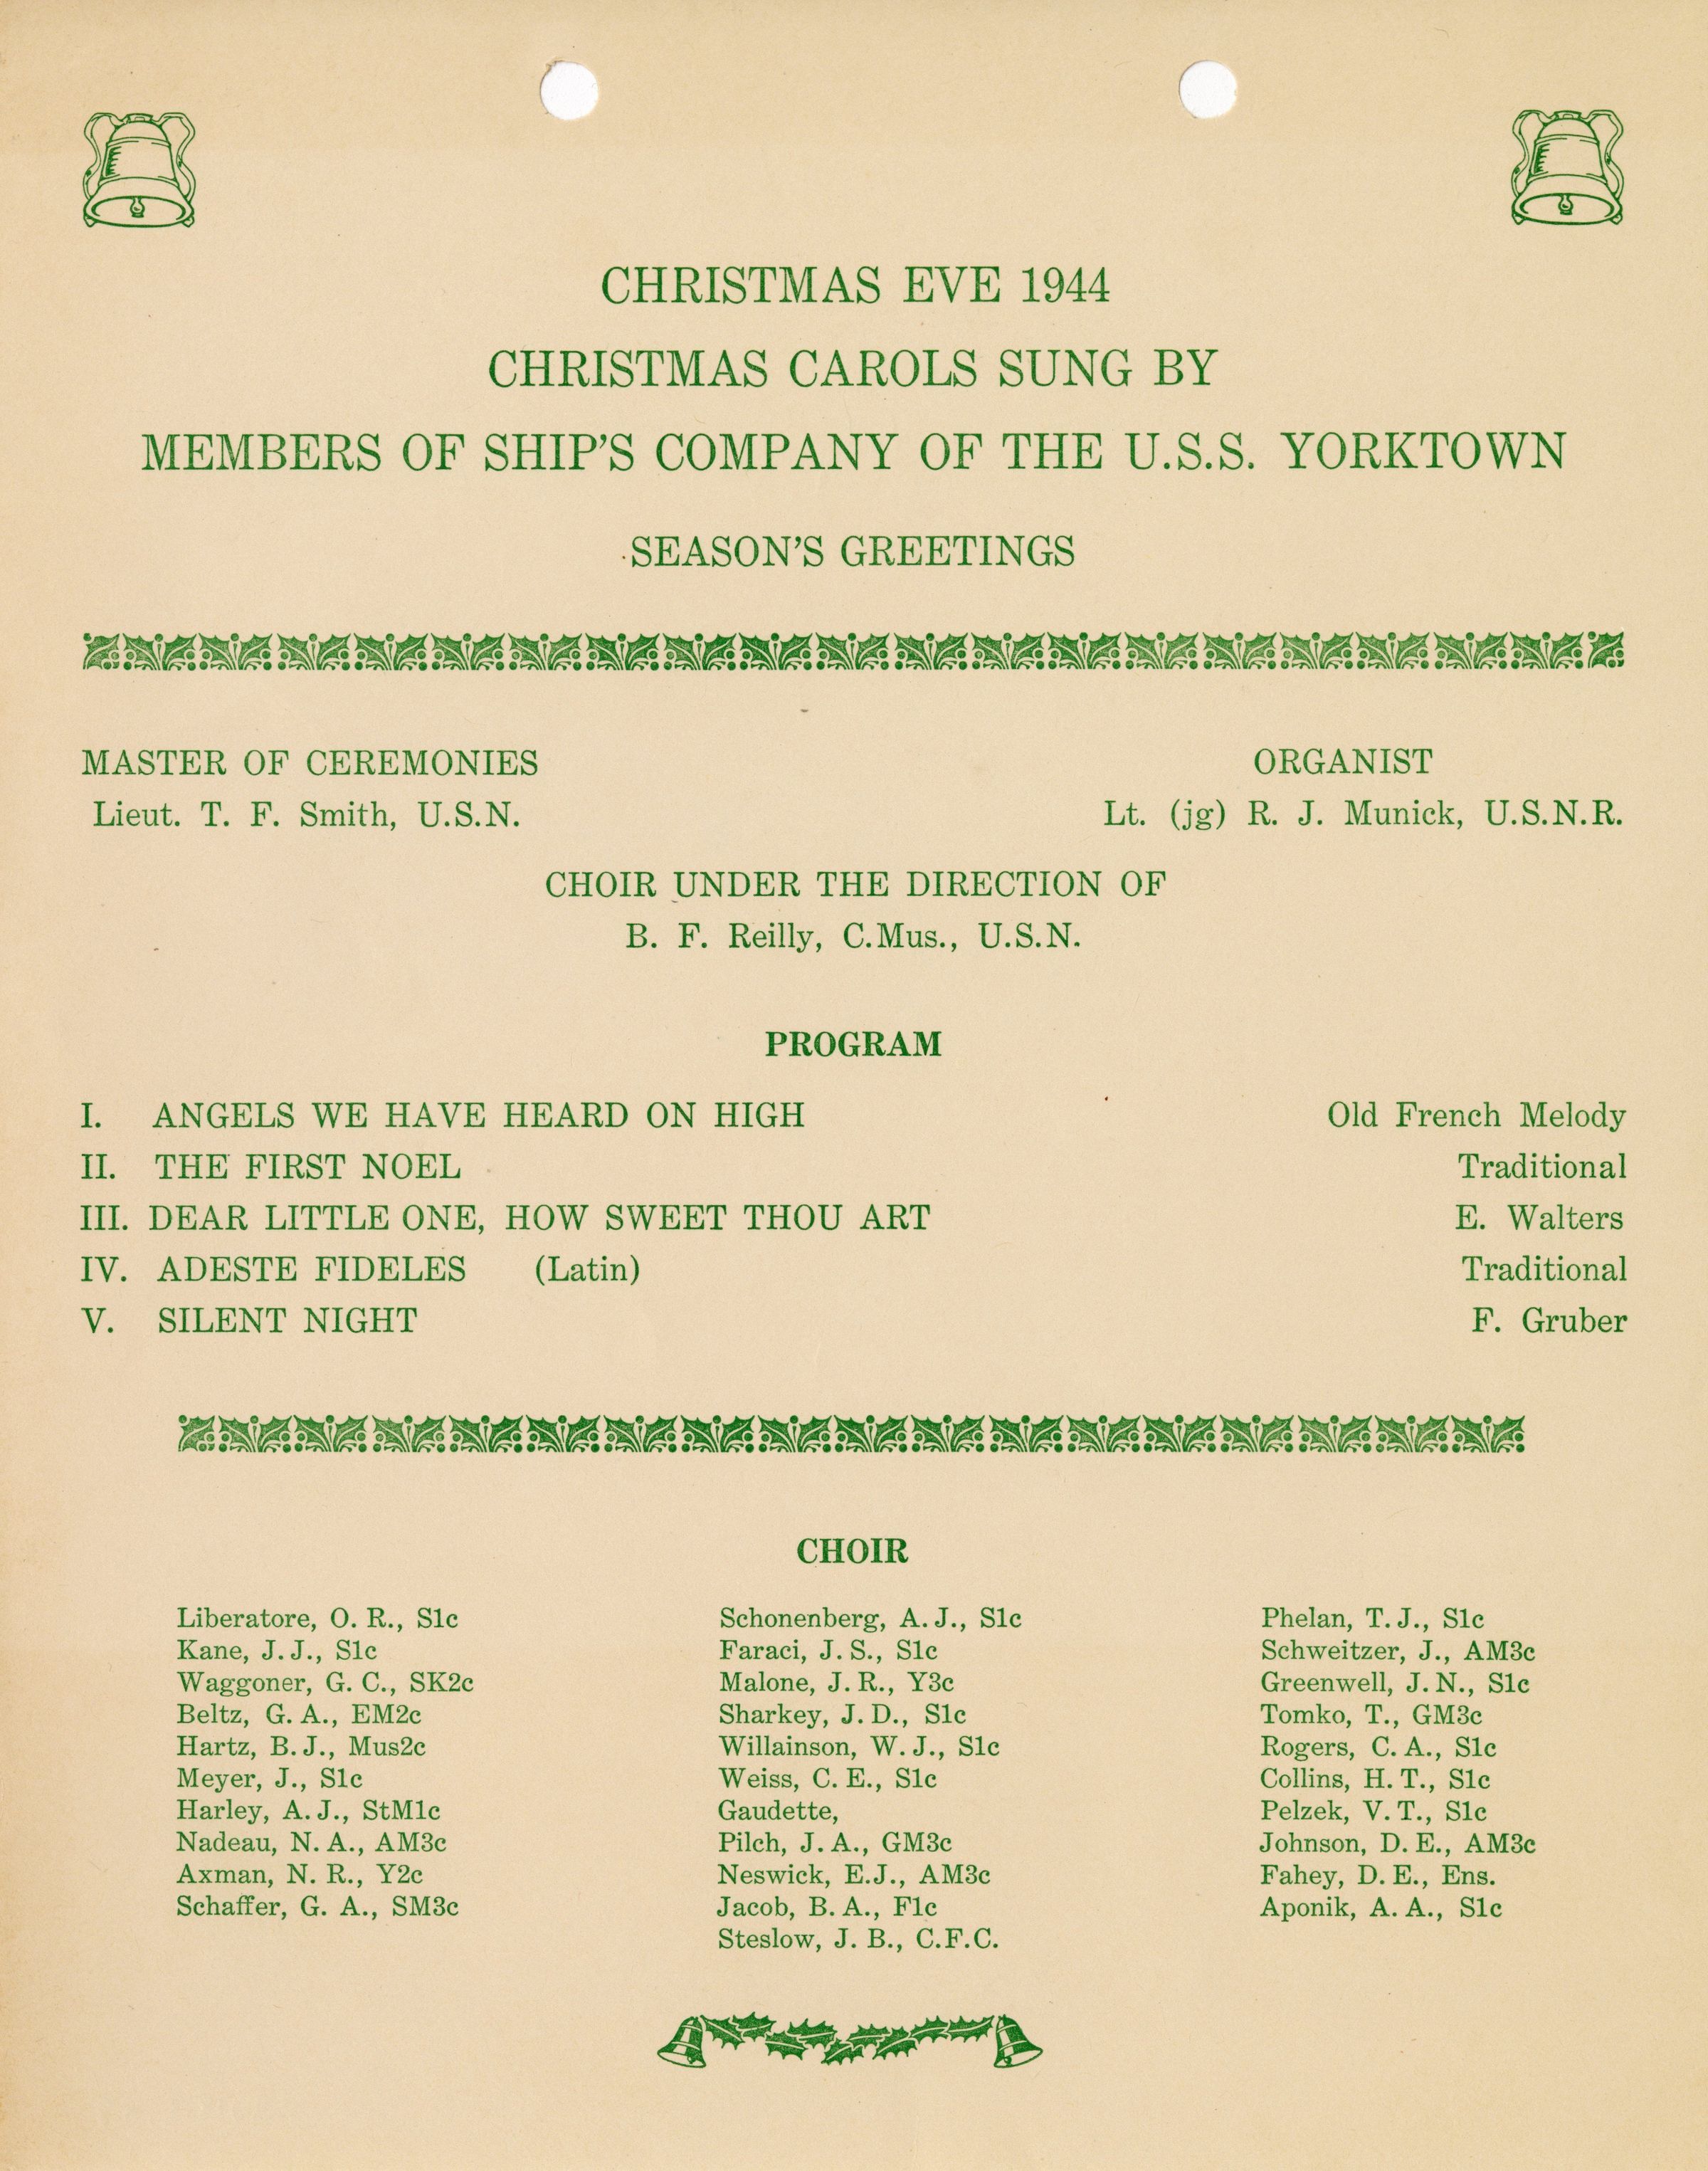 CHRISTMAS EVE 1944
CHRISTMAS CAROLS SUNG BY
MEMBERS OF SHIP'S COMPANY OF THE U.S.S. YORKTOWN
SEASON'S GREETINGS
MASTER OF CEREMONIES
Lieut. T. F. Smith, U.S.N.
ORGANIST
Lt. (jg) R. J. Munick, U.S.N.R.
CHOIR UNDER THE DIRECTION OF
B. F. Reilly, C.Mus., U.S.N.
PROGRAM
I. ANGELS WE HAVE HEARD ON HIGH Old French Melody
II. THE FIRST NOEL Traditional
III. DEAR LITTLE ONE, HOW SWEET THOU ART E. Walters
IV. ADESTE FIDELES (Latin) Traditional
V. SILENT NIGHT F. Gruber
CHOIR
Liberatore, O. R., S1c
Kane, J. J., S1c
Waggoner, G. C., SK2c
Beltz, G. A., EM2c
Hartz, B. J., Mus2c
Meyer, J., S1c
Harley, A. J., StM1c
Nadeau, N. A., AM3c
Axman, N. R., Y2c
Schaffer, G. A., SM3c
Schonenberg, A. J., S1c
Faraci, J. S., S1c
Malone, J. R., Y3c
Sharkey, J. D., S1c
Willainson, W. J., S1c
Weiss, C. E., S1c
Gaudette,
Pilch, J. A., GM3c
Neswick, E.J., AM3c
Jacob, B. A., F1c
Steslow, J. B., C.F.C.
Phelan, T. J., S1c
Schweitzer, J., AM3c
Greenwell, J. N., S1c
Tomko, T., GM3c
Rogers, C. A., S1c
Collins, H. T., S1c
Pelzek, V. T., S1c
Johnson, D. E., AM3c
Fahey, D. E., Ens.
Aponik, A. A., S1c